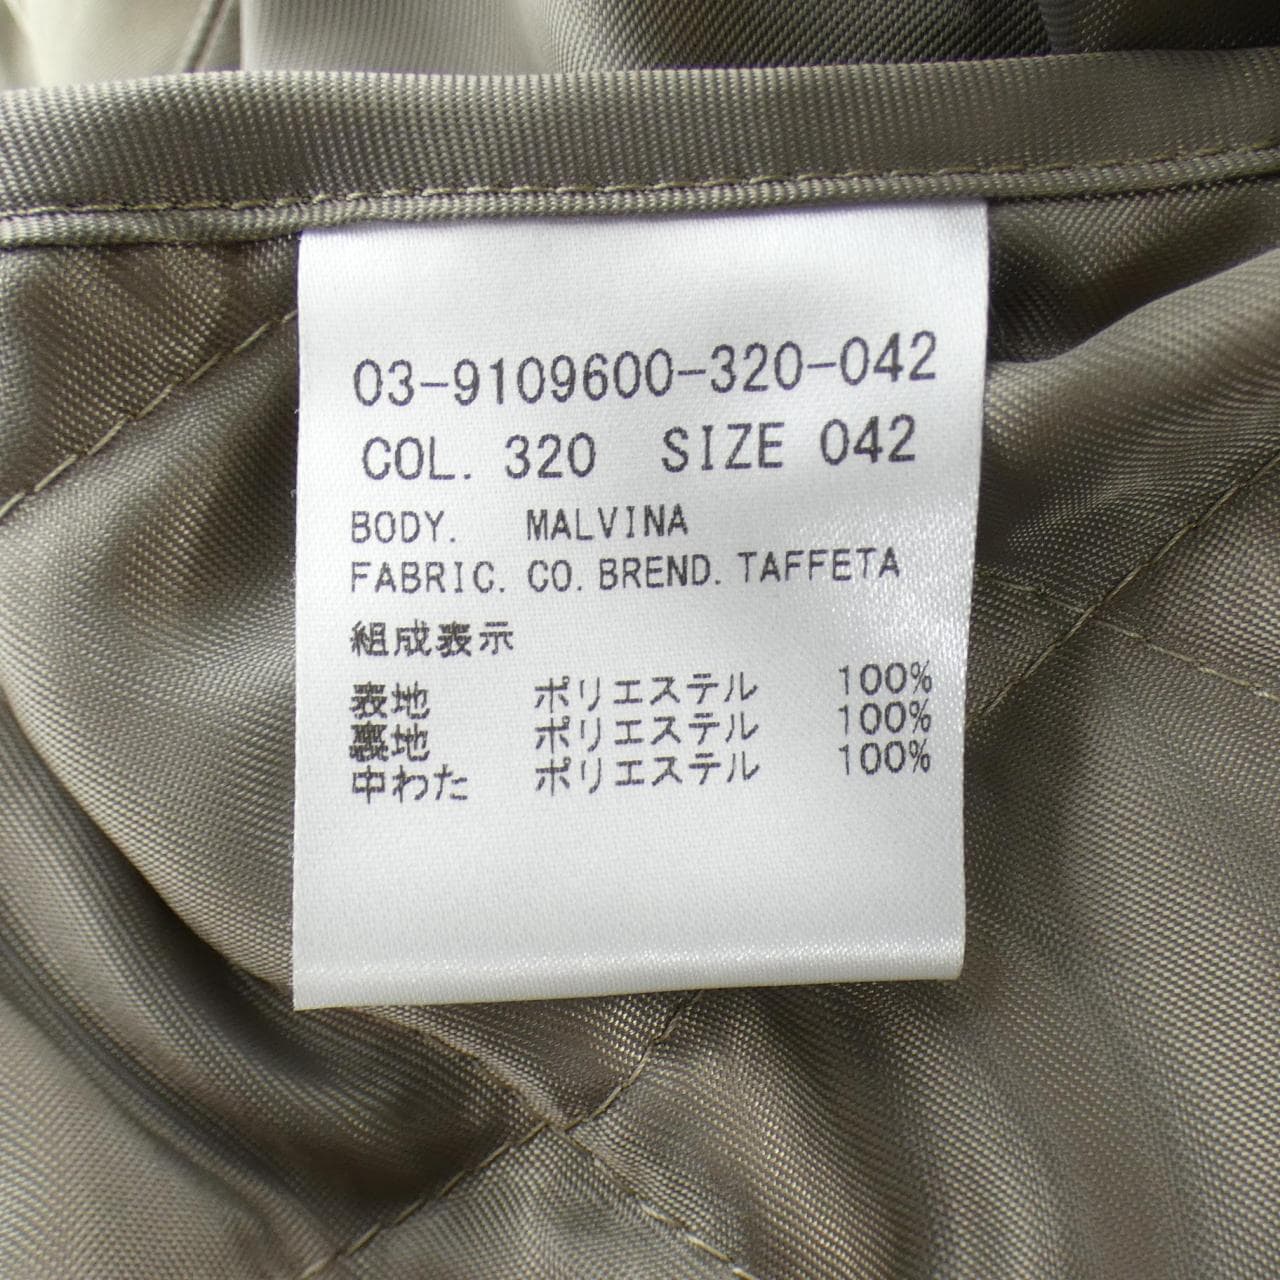 03-9109600-320-042
COL. 320 SIZE 042
BODY. MALVINA
FABRIC. CO. BREND. TAFFETA
組成表示
表地 ポリエステル 100%
裏地 ポリエステル 100%
中わた ポリエステル 100%